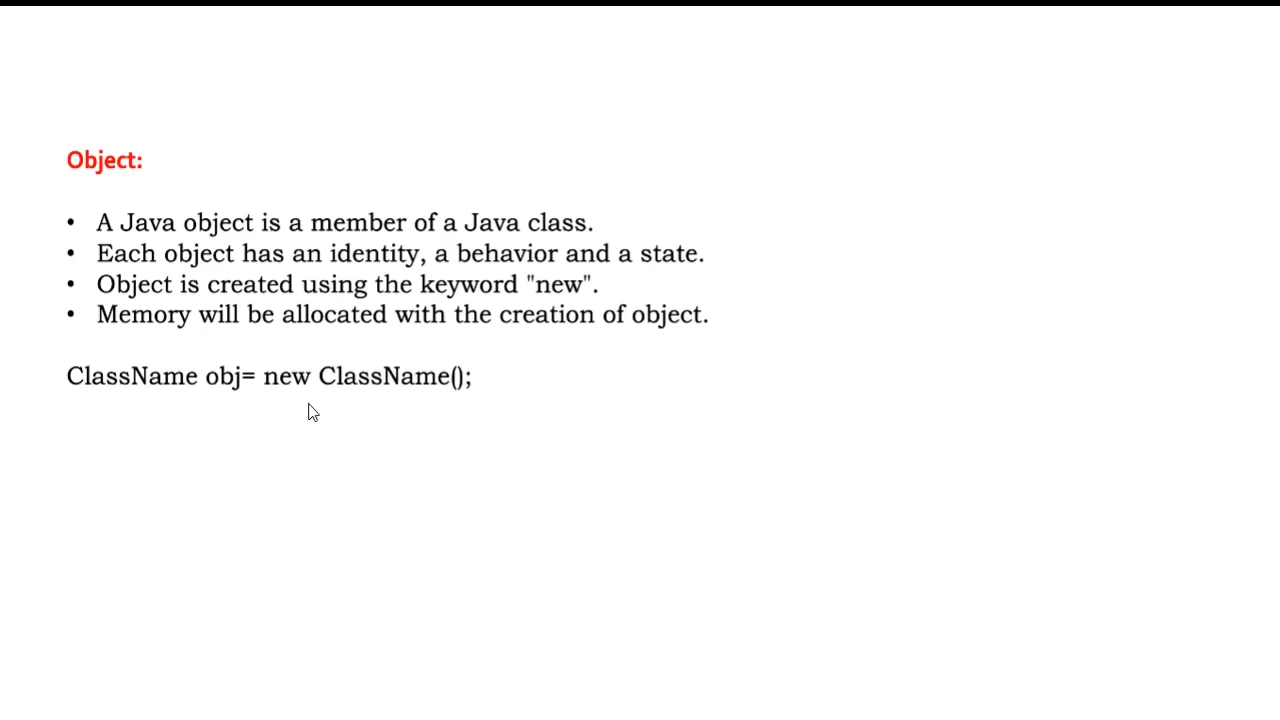 Object:
• A Java object is a member of a Java class.
• Each object has an identity, a behavior and a state.
• Object is created using the keyword "new".
• Memory will be allocated with the creation of object.
ClassName obj= new ClassName();